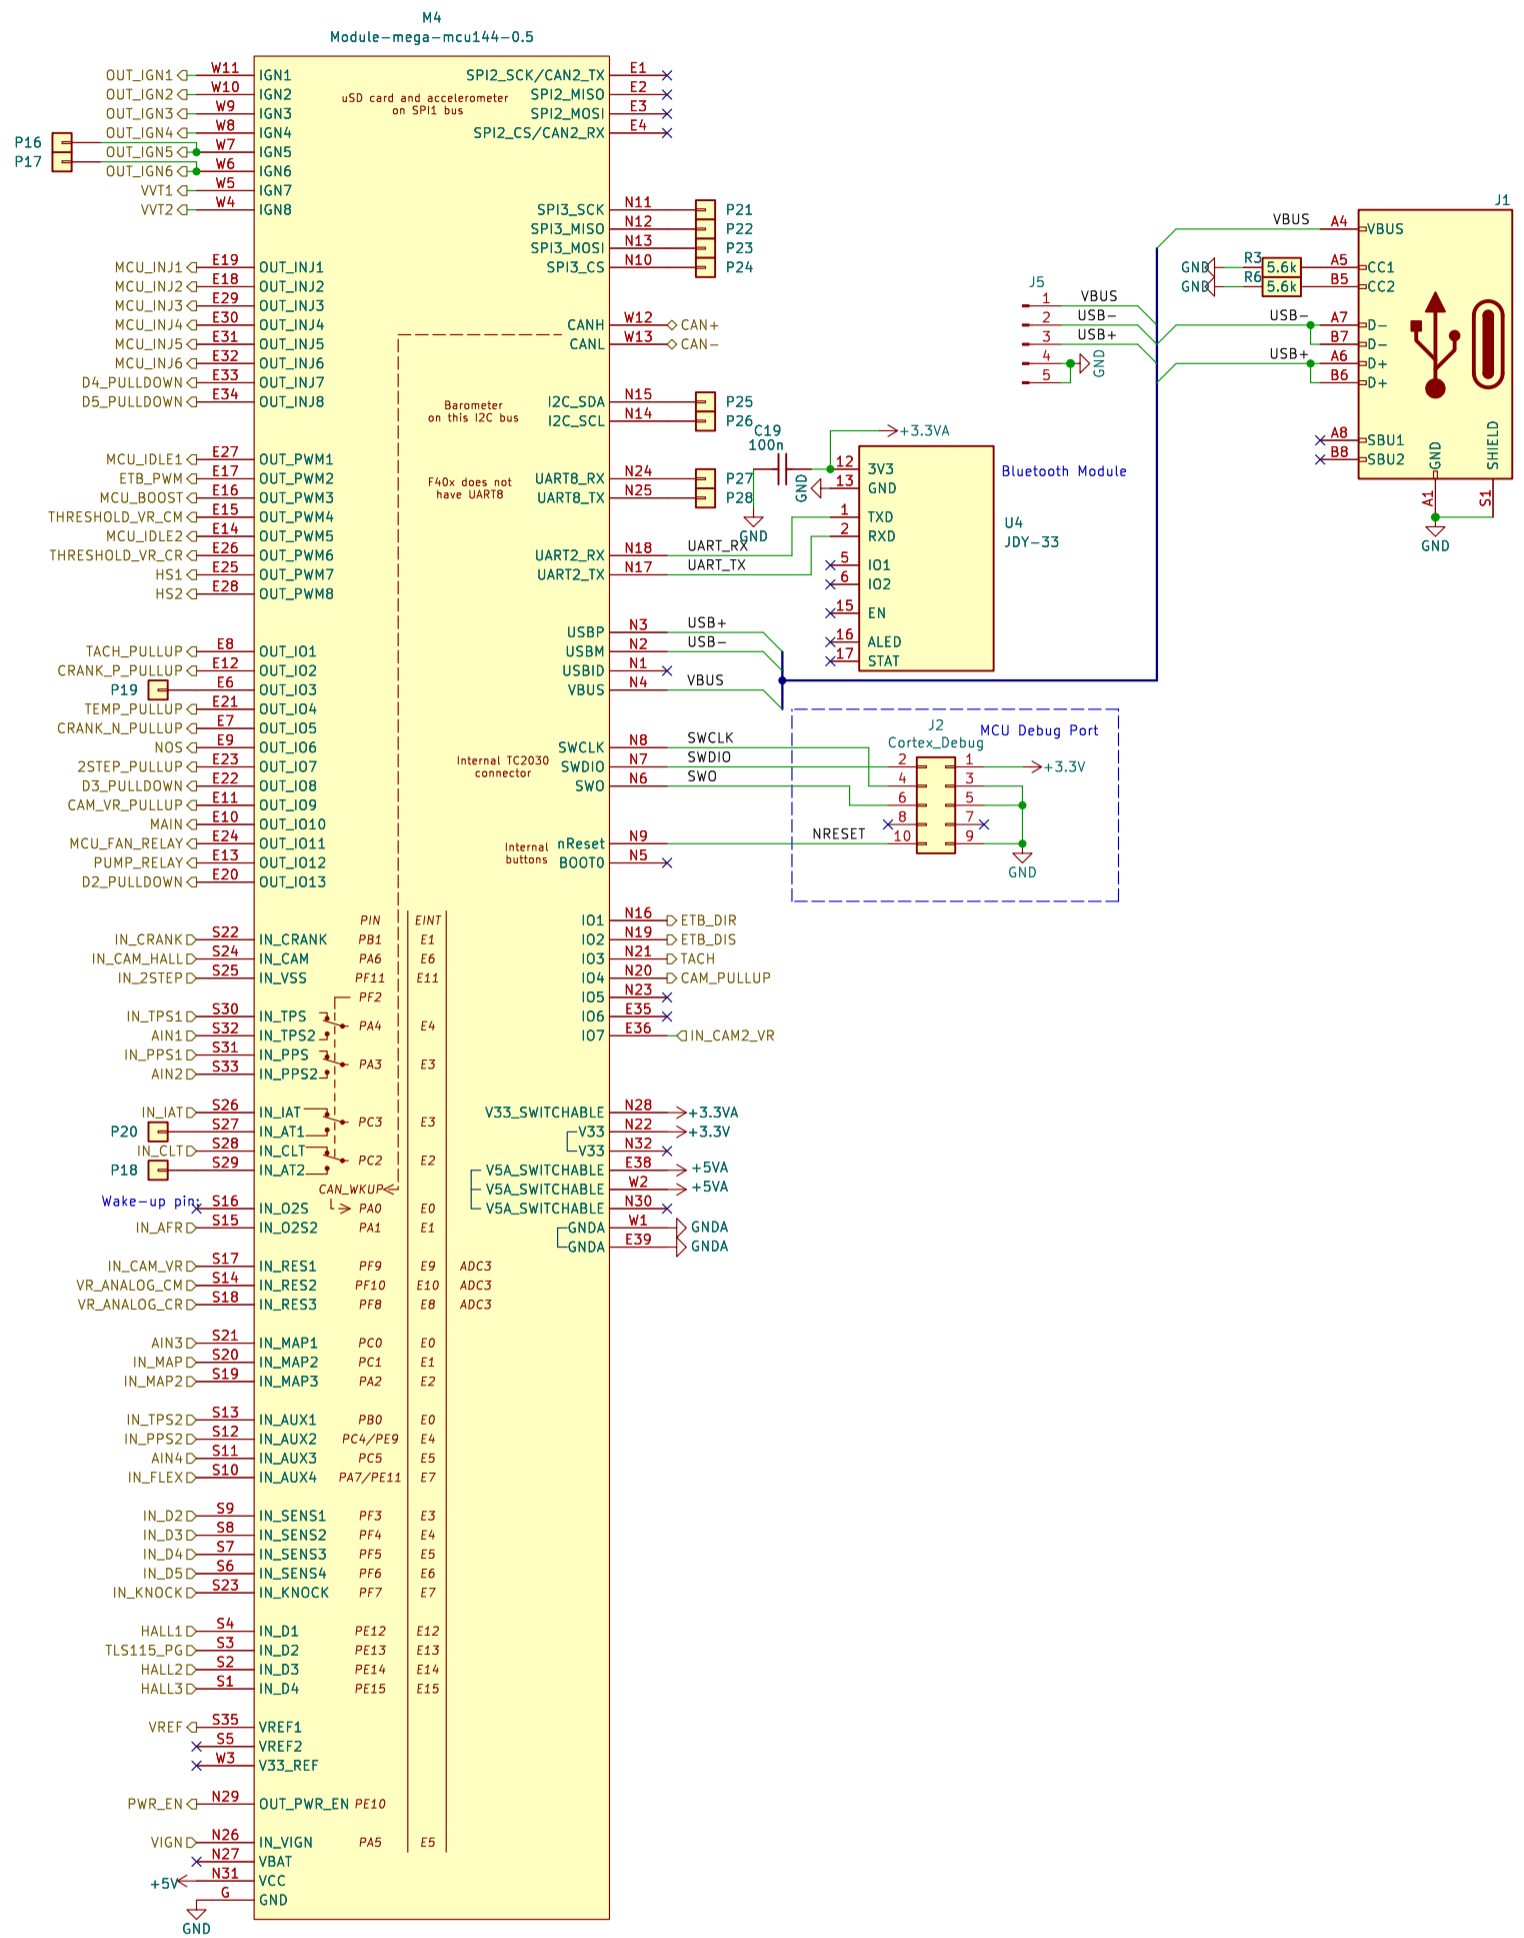 M4
Module-mega-mcu144-0.5
OUT_IGN1 W11 IGN1
OUT_IGN2 W10 IGN2
OUT_IGN3 W9 IGN3
OUT_IGN4 W8 IGN4
P16
OUT_IGN5 W7 IGN5
P17
OUT_IGN6 W6 IGN6
VVT1 W5 IGN7
VVT2 W4 IGN8
MCU_INJ1 E19 OUT_INJ1
MCU_INJ2 E18 OUT_INJ2
MCU_INJ3 E29 OUT_INJ3
MCU_INJ4 E30 OUT_INJ4
MCU_INJ5 E31 OUT_INJ5
MCU_INJ6 E32 OUT_INJ6
D4_PULLDOWN E33 OUT_INJ7
D5_PULLDOWN E34 OUT_INJ8
MCU_IDLE1 E27 OUT_PWM1
ETB_PWM E17 OUT_PWM2
MCU_BOOST E16 OUT_PWM3
THRESHOLD_VR_CM E15 OUT_PWM4
MCU_IDLE2 E14 OUT_PWM5
THRESHOLD_VR_CR E26 OUT_PWM6
HS1 E25 OUT_PWM7
HS2 E28 OUT_PWM8
TACH_PULLUP E8 OUT_IO1
CRANK_P_PULLUP E12 OUT_IO2
P19 E6 OUT_IO3
TEMP_PULLUP E21 OUT_IO4
CRANK_N_PULLUP E7 OUT_IO5
NOS E9 OUT_IO6
2STEP_PULLUP E23 OUT_IO7
D3_PULLDOWN E22 OUT_IO8
CAM_VR_PULLUP E11 OUT_IO9
MAIN E10 OUT_IO10
MCU_FAN_RELAY E24 OUT_IO11
PUMP_RELAY E13 OUT_IO12
D2_PULLDOWN E20 OUT_IO13
PIN EINT
IN_CRANK S22 IN_CRANK PB1 E1
IN_CAM_HALL S24 IN_CAM PA6 E6
IN_2STEP S25 IN_VSS PF11 E11
PF2
IN_TPS1 S30 IN_TPS
PA4 E4
AIN1 S32 IN_TPS2
IN_PPS1 S31 IN_PPS
PA3 E3
AIN2 S33 IN_PPS2
IN_IAT S26 IN_IAT
PC3 E3
P20 S27 IN_AT1
IN_CLT S28 IN_CLT
PC2 E2
P18 S29 IN_AT2
CAN_WKUP
Wake-up pin:
S16 IN_O2S PA0 E0
IN_AFR S15 IN_O2S2 PA1 E1
IN_CAM_VR S17 IN_RES1 PF9 E9 ADC3
VR_ANALOG_CM S14 IN_RES2 PF10 E10 ADC3
VR_ANALOG_CR S18 IN_RES3 PF8 E8 ADC3
AIN3 S21 IN_MAP1 PC0 E0
IN_MAP S20 IN_MAP2 PC1 E1
IN_MAP2 S19 IN_MAP3 PA2 E2
IN_TPS2 S13 IN_AUX1 PB0 E0
IN_PPS2 S12 IN_AUX2 PC4/PE9 E4
AIN4 S11 IN_AUX3 PC5 E5
IN_FLEX S10 IN_AUX4 PA7/PE11 E7
IN_D2 S9 IN_SENS1 PF3 E3
IN_D3 S8 IN_SENS2 PF4 E4
IN_D4 S7 IN_SENS3 PF5 E5
IN_D5 S6 IN_SENS4 PF6 E6
IN_KNOCK S23 IN_KNOCK PF7 E7
HALL1 S4 IN_D1 PE12 E12
TLS115_PG S3 IN_D2 PE13 E13
HALL2 S2 IN_D3 PE14 E14
HALL3 S1 IN_D4 PE15 E15
VREF S35 VREF1
S5 VREF2
W3 V33_REF
PWR_EN N29 OUT_PWR_EN PE10
VIGN N26 IN_VIGN PA5 E5
N27 VBAT
+5V N31 VCC
G GND
GND
uSD card and accelerometer
on SPI1 bus
SPI2_SCK/CAN2_TX E1
SPI2_MISO E2
SPI2_MOSI E3
SPI2_CS/CAN2_RX E4
SPI3_SCK N11 P21
SPI3_MISO N12 P22
SPI3_MOSI N13 P23
SPI3_CS N10 P24
CANH W12 CAN+
CANL W13 CAN-
Barometer
on this I2C bus
I2C_SDA N15 P25
I2C_SCL N14 P26
F40x does not
have UART8
UART8_RX N24 P27
UART8_TX N25 P28
UART2_RX N18 UART_RX
UART2_TX N17 UART_TX
USBP N3 USB+
USBM N2 USB-
USBID N1
VBUS N4 VBUS
Internal TC2030
connector
SWCLK N8 SWCLK
SWDIO N7 SWDIO
SWO N6 SWO
Internal
buttons
nReset N9 NRESET
BOOT0 N5
IO1 N16 ETB_DIR
IO2 N19 ETB_DIS
IO3 N21 TACH
IO4 N20 CAM_PULLUP
IO5 N23
IO6 E35
IO7 E36 IN_CAM2_VR
V33_SWITCHABLE N28 +3.3VA
V33 N22 +3.3V
V33 N32
V5A_SWITCHABLE E38 +5VA
V5A_SWITCHABLE W2 +5VA
V5A_SWITCHABLE N30
GNDA W1 GNDA
GNDA E39 GNDA
C19
100n
GND
+3.3VA
GND
Bluetooth Module
U4
JDY-33
12 3V3
13 GND
1 TXD
2 RXD
5 IO1
6 IO2
15 EN
16 ALED
17 STAT
J2
Cortex_Debug
MCU Debug Port
2 1 +3.3V
4 3
6 5
8 7
10 9
GND
J5
1 VBUS
2 USB-
3 USB+
4 GND
5
J1
VBUS A4 VBUS
GND R3 5.6k A5 CC1
GND R6 5.6k B5 CC2
USB- A7 D-
B7 D-
USB+ A6 D+
B6 D+
A8 SBU1
B8 SBU2
GND
SHIELD
A1
S1
GND